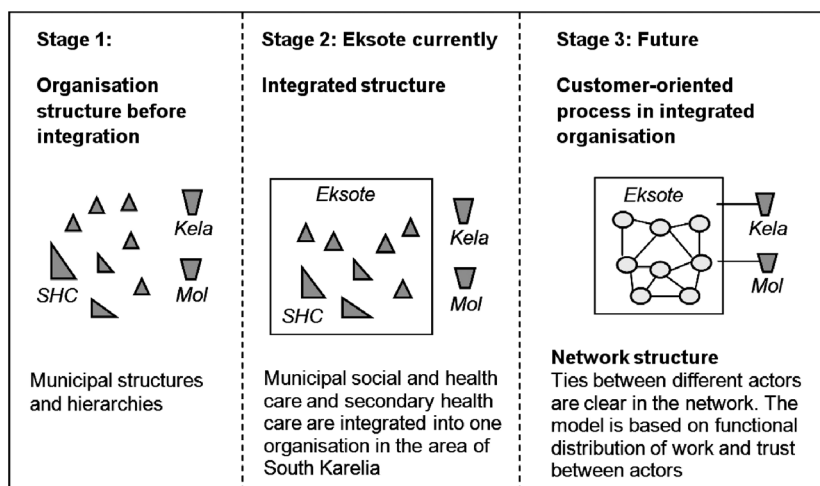 Stage 1:
Organisation
structure before
integration
Kela
SHC
Mol
Municipal structures
and hierarchies
Stage 2: Eksote currently
Integrated structure
Eksote
Kela
SHC
Mol
Municipal social and health
care and secondary health
care are integrated into one
organisation in the area of
South Karelia
Stage 3: Future
Customer-oriented
process in integrated
organisation
Eksote
Kela
Mol
Network structure
Ties between different actors
are clear in the network. The
model is based on functional
distribution of work and trust
between actors